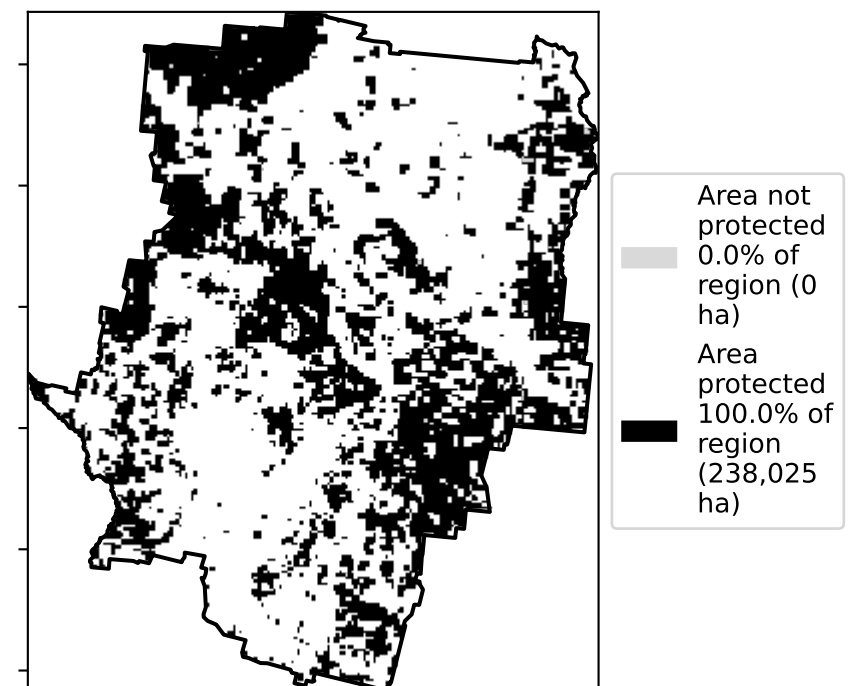 Area not
protected
0.0% of
region (0
ha)
Area
protected
100.0% of
region
(238,025
ha)